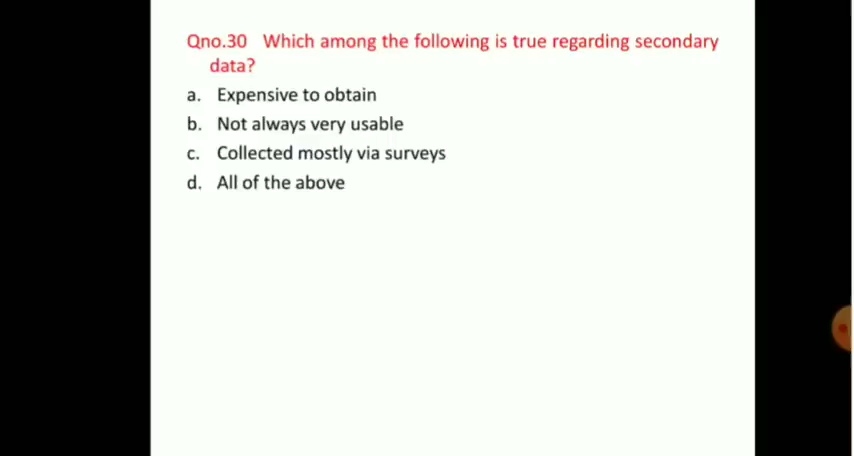 Qno.30 Which among the following is true regarding secondary
data?
a. Expensive to obtain
b. Not always very usable
c. Collected mostly via surveys
d. All of the above